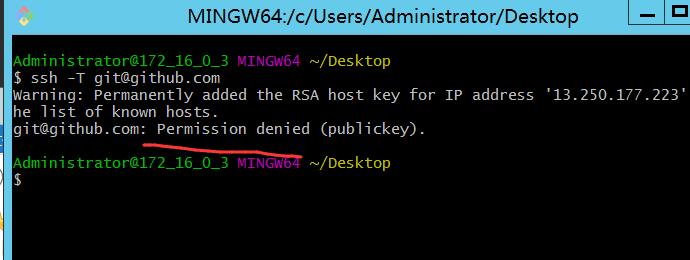 MINGW64:/c/Users/Administrator/Desktop
Administrator@172_16_0_3 MINGW64 ~/Desktop
$ ssh -T git@github.com
Warning: Permanently added the RSA host key for IP address '13.250.177.223'
he list of known hosts.
git@github.com: Permission denied (publickey).
Administrator@172_16_0_3 MINGW64 ~/Desktop
$